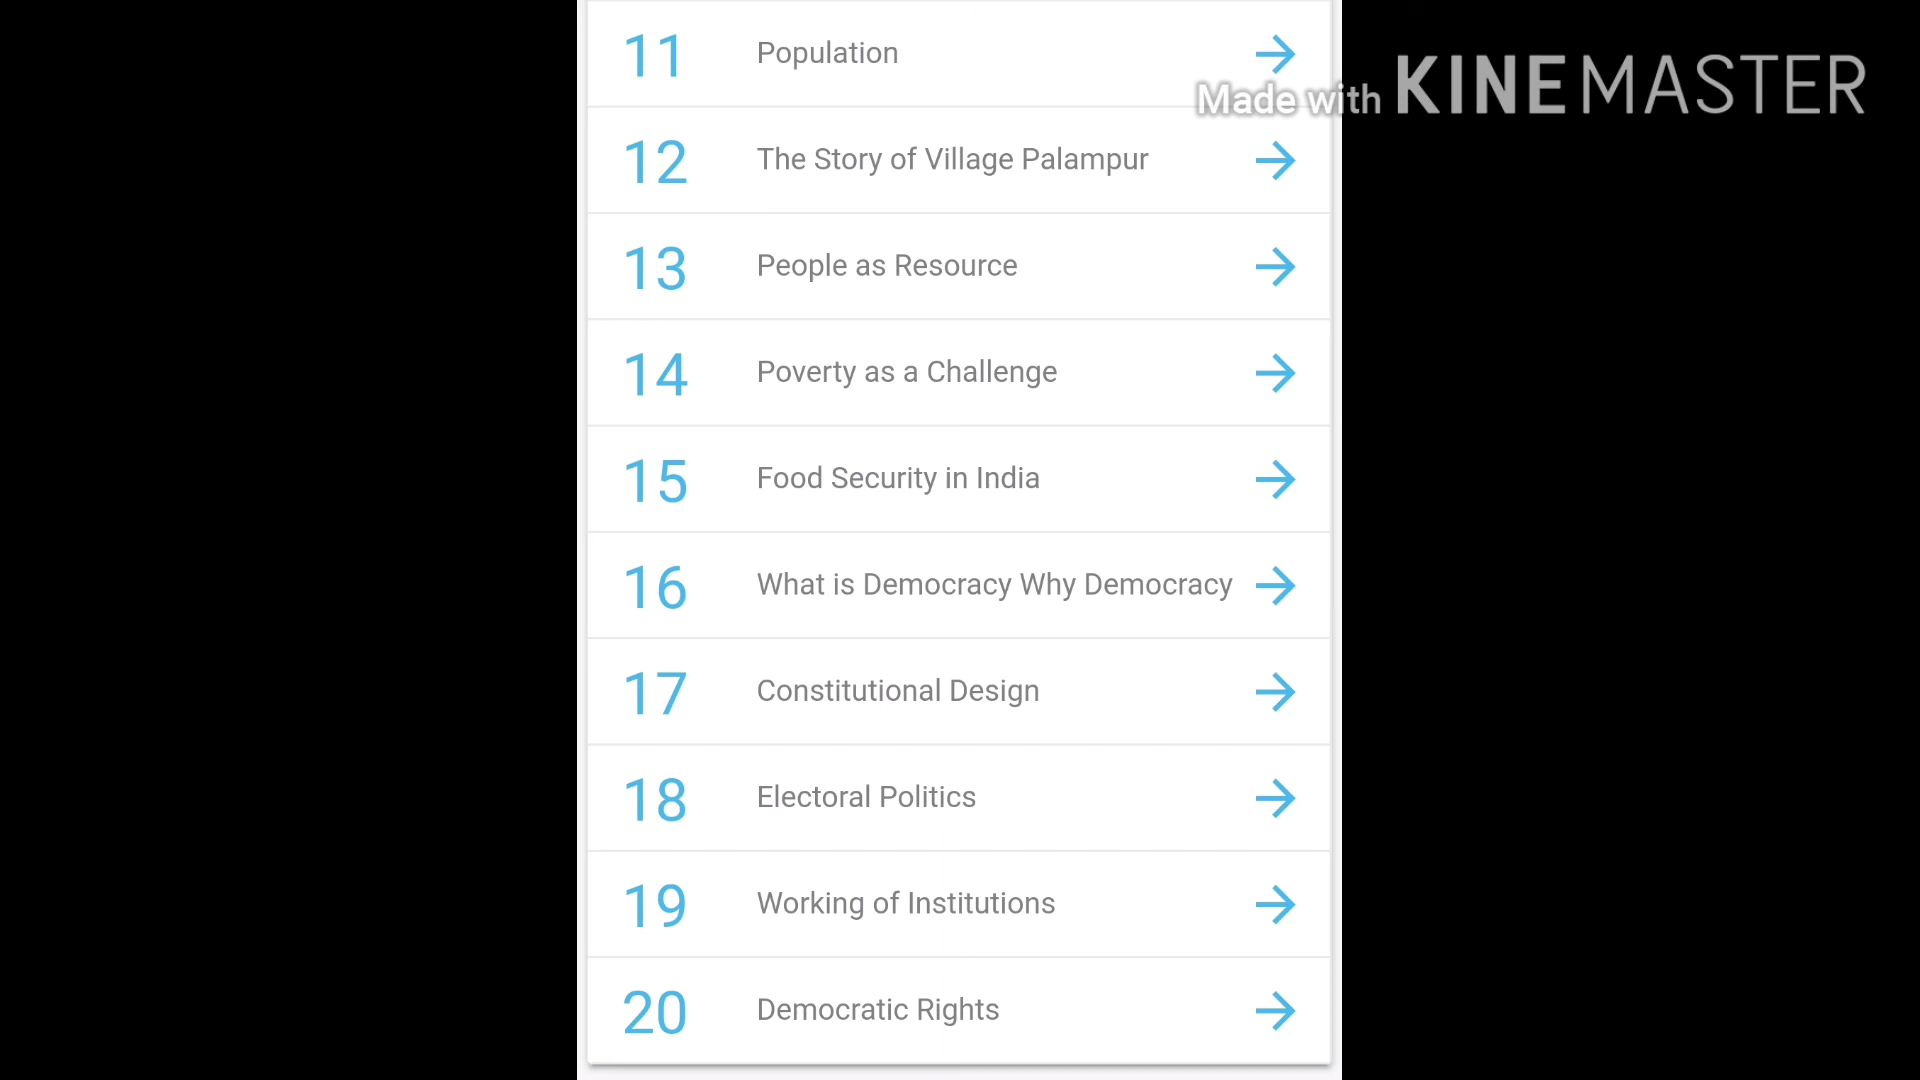 11 Population
Made with KINEMASTER
12 The Story of Village Palampur
13 People as Resource
14 Poverty as a Challenge
15 Food Security in India
16 What is Democracy Why Democracy
17 Constitutional Design
18 Electoral Politics
19 Working of Institutions
20 Democratic Rights